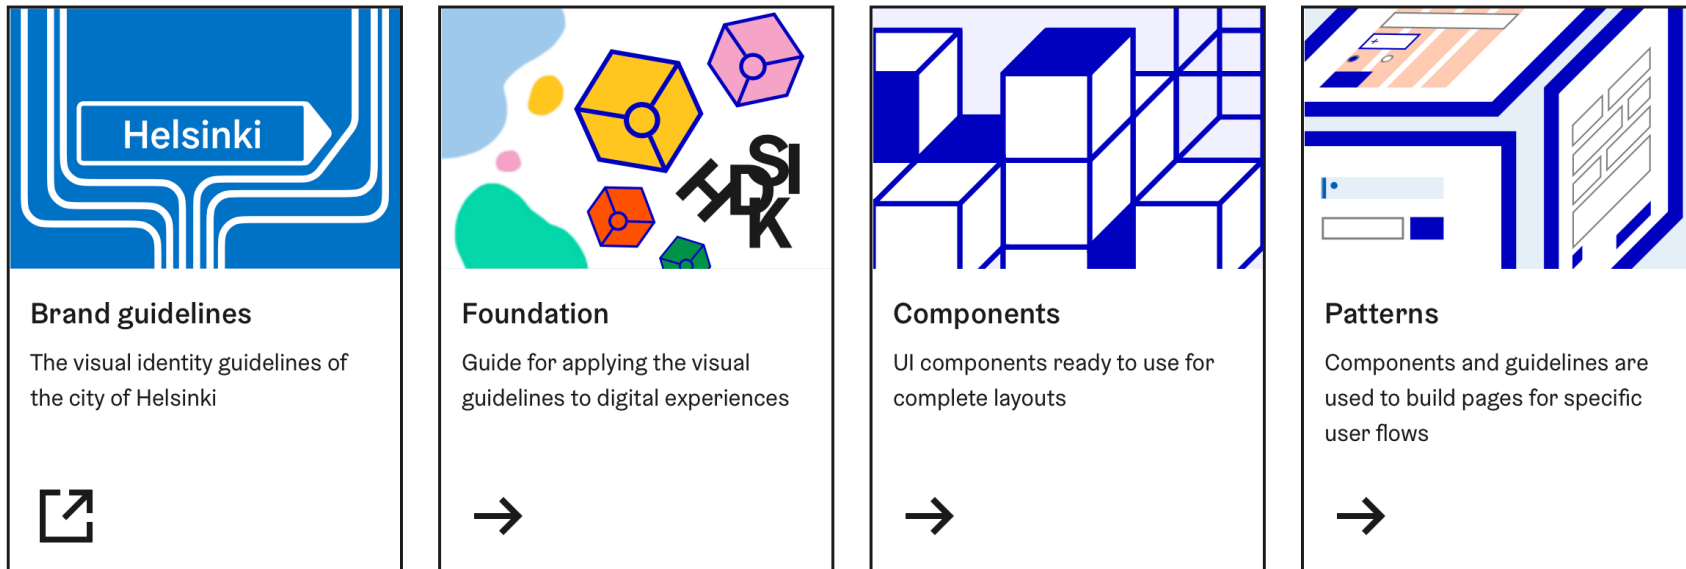 Helsinki
Brand guidelines
The visual identity guidelines of
the city of Helsinki
HDSIK
Foundation
Guide for applying the visual
guidelines to digital experiences
Components
UI components ready to use for
complete layouts
Patterns
Components and guidelines are
used to build pages for specific
user flows